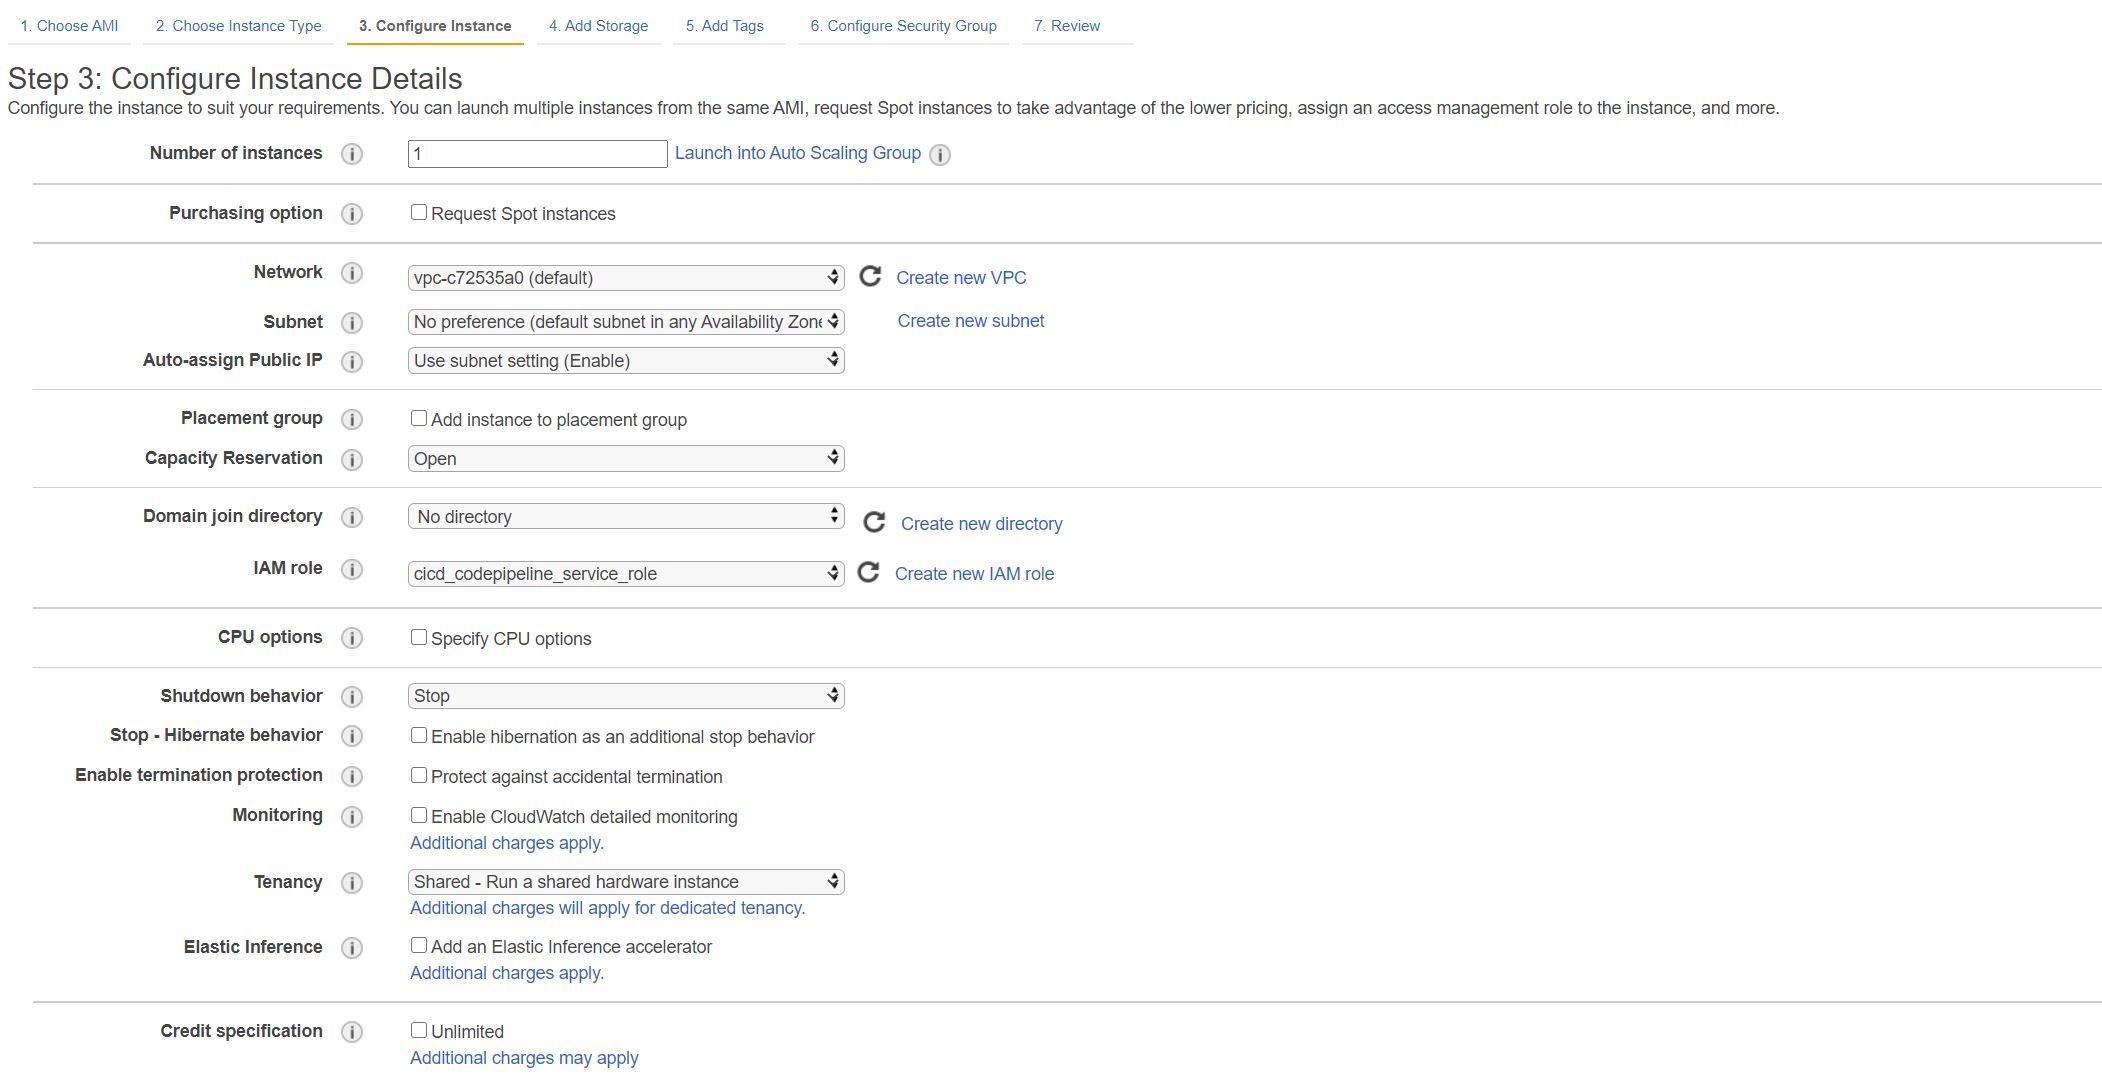 1. Choose AMI 2. Choose Instance Type 3. Configure Instance 4. Add Storage 5. Add Tags 6. Configure Security Group 7. Review
Step 3: Configure Instance Details
Configure the instance to suit your requirements. You can launch multiple instances from the same AMI, request Spot instances to take advantage of the lower pricing, assign an access management role to the instance, and more.
Number of instances i 1 Launch into Auto Scaling Group i
Purchasing option i Request Spot instances
Network i vpc-c72535a0 (default) Create new VPC
Subnet i No preference (default subnet in any Availability Zone Create new subnet
Auto-assign Public IP i Use subnet setting (Enable)
Placement group i Add instance to placement group
Capacity Reservation i Open
Domain join directory i No directory Create new directory
IAM role i cicd_codepipeline_service_role Create new IAM role
CPU options i Specify CPU options
Shutdown behavior i Stop
Stop - Hibernate behavior i Enable hibernation as an additional stop behavior
Enable termination protection i Protect against accidental termination
Monitoring i Enable CloudWatch detailed monitoring
Additional charges apply.
Tenancy i Shared - Run a shared hardware instance
Additional charges will apply for dedicated tenancy.
Elastic Inference i Add an Elastic Inference accelerator
Additional charges apply.
Credit specification i Unlimited
Additional charges may apply